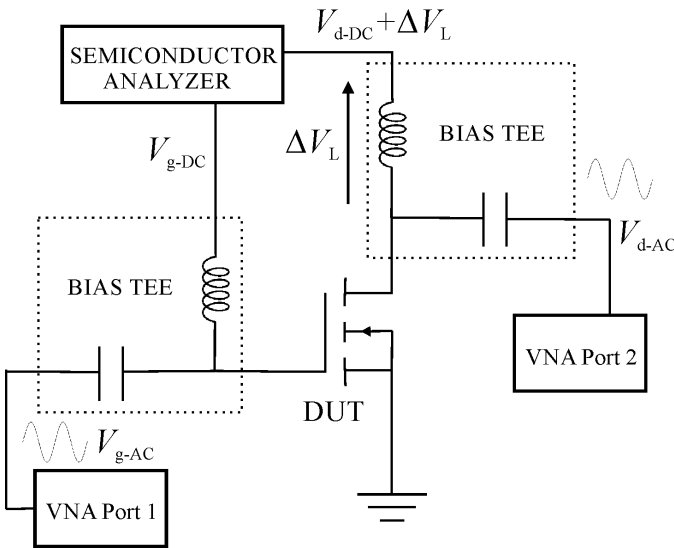 V_d-DC + ΔV_L
SEMICONDUCTOR
ANALYZER
BIAS TEE
ΔV_L
V_g-DC
V_d-AC
BIAS TEE
VNA Port 2
DUT
V_g-AC
VNA Port 1